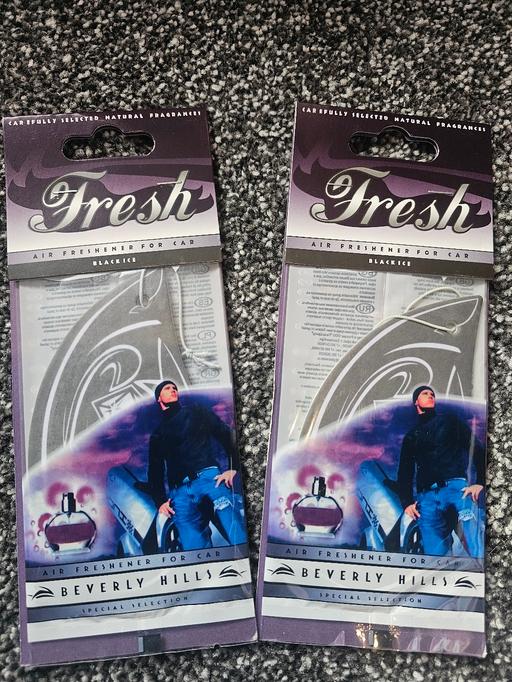 CAREFULLY SELECTED NATURAL FRAGRANCES
Fresh
AIR FRESHENER FOR CAR
BLACK ICE
AIR FRESHENER FOR CAR
BEVERLY HILLS
SPECIAL SELECTION
CAREFULLY SELECTED NATURAL FRAGRANCES
Fresh
AIR FRESHENER FOR CAR
BLACK ICE
RU
AIR FRESHENER FOR CAR
BEVERLY HILLS
SPECIAL SELECTION